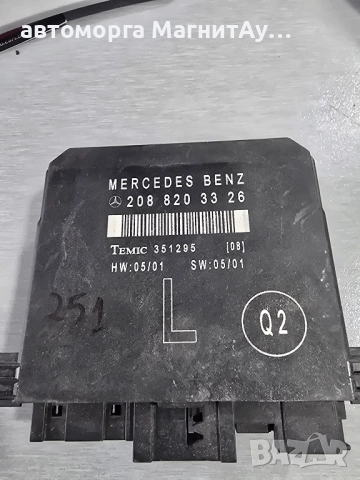 автоморга МагнитАу...
MERCEDES BENZ
208 820 33 26
TEMIC 351295 [08]
HW:05/01 SW:05/01
251
L
Q2
bazar